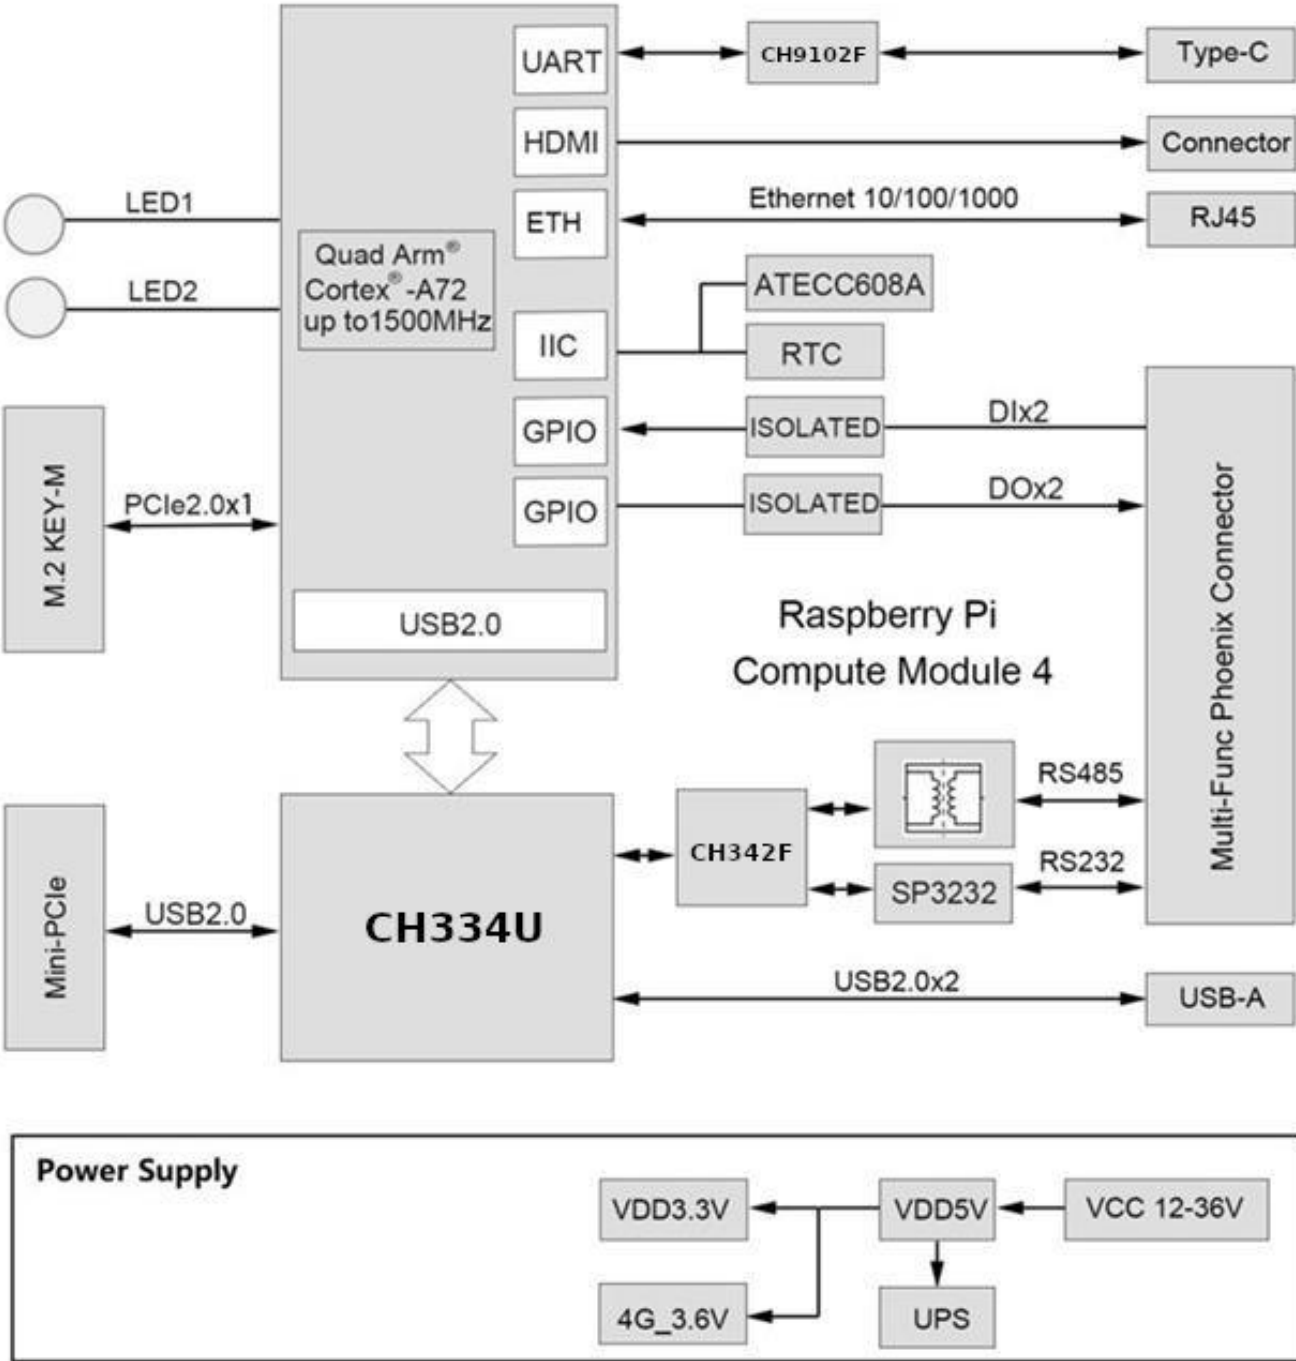 UART
CH9102F
Type-C
HDMI
Connector
LED1
ETH
Ethernet 10/100/1000
RJ45
Quad Arm®
Cortex®-A72
up to1500MHz
LED2
ATECC608A
IIC
RTC
GPIO
ISOLATED
DIx2
GPIO
ISOLATED
DOx2
M.2 KEY-M
PCIe2.0x1
Multi-Func Phoenix Connector
USB2.0
Raspberry Pi
Compute Module 4
RS485
CH342F
RS232
SP3232
Mini-PCIe
USB2.0
CH334U
USB2.0x2
USB-A
Power Supply
VDD3.3V
VDD5V
VCC 12-36V
4G_3.6V
UPS